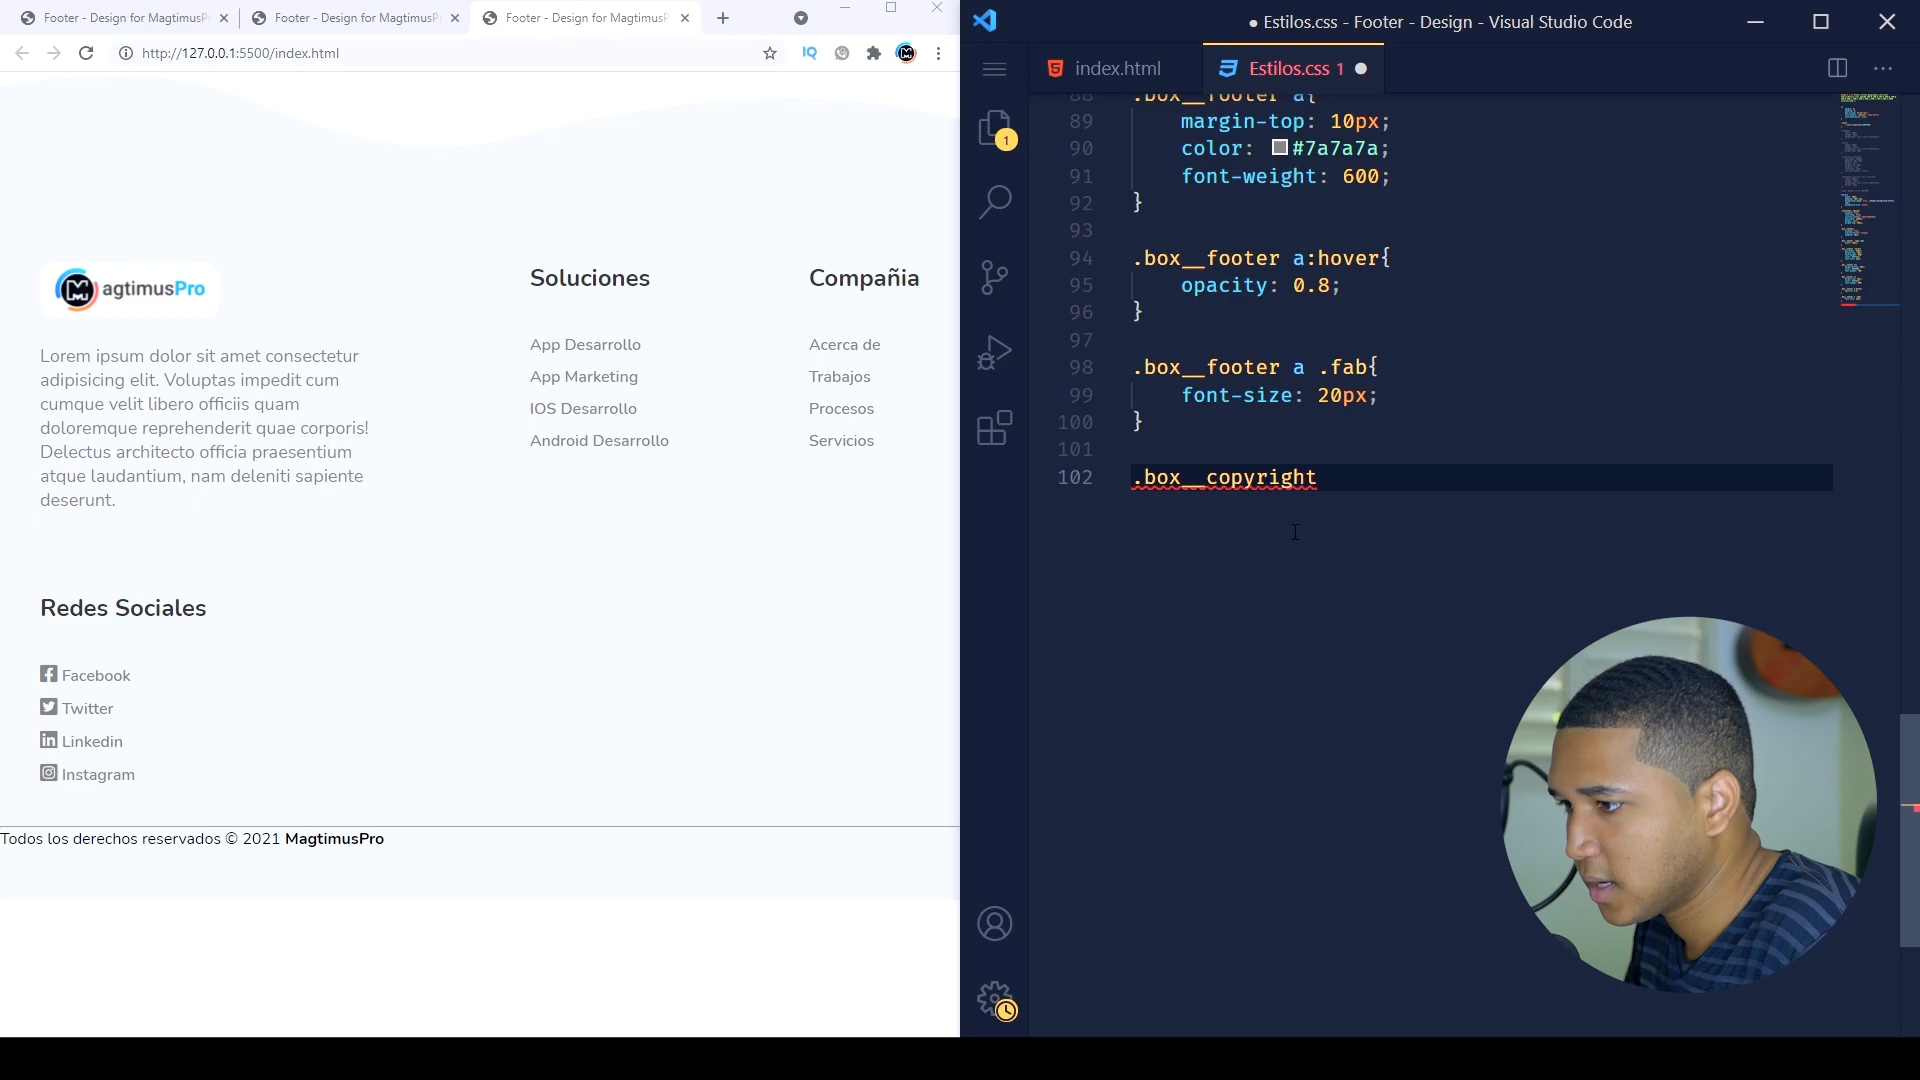 Footer - Design for MagtimusP
Footer - Design for MagtimusP
Footer - Design for MagtimusP
http://127.0.0.1:5500/index.html
IQ
agtimusPro
Lorem ipsum dolor sit amet consectetur
adipisicing elit. Voluptas impedit cum
cumque velit libero officiis quam
doloremque reprehenderit quae corporis!
Delectus architecto officia praesentium
atque laudantium, nam deleniti sapiente
deserunt.
Soluciones
App Desarrollo
App Marketing
IOS Desarrollo
Android Desarrollo
Compañia
Acerca de
Trabajos
Procesos
Servicios
Redes Sociales
Facebook
Twitter
Linkedin
Instagram
Todos los derechos reservados © 2021 MagtimusPro
● Estilos.css - Footer - Design - Visual Studio Code
index.html
Estilos.css 1
1
88 .box__footer a{
89 margin-top: 10px;
90 color: #7a7a7a;
91 font-weight: 600;
92 }
93
94 .box__footer a:hover{
95 opacity: 0.8;
96 }
97
98 .box__footer a .fab{
99 font-size: 20px;
100 }
101
102 .box__copyright